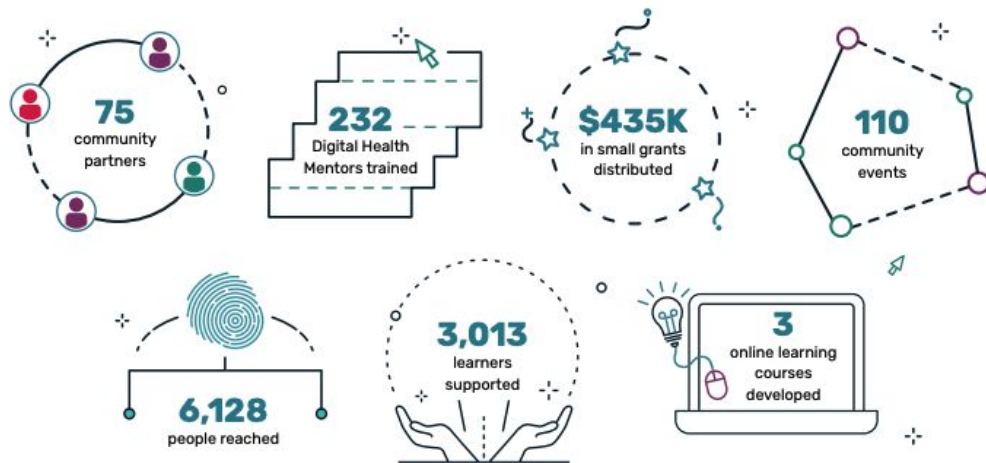 75
community
partners
232
Digital Health
Mentors trained
$435K
in small grants
distributed
110
community
events
6,128
people reached
3,013
learners
supported
3
online learning
courses
developed